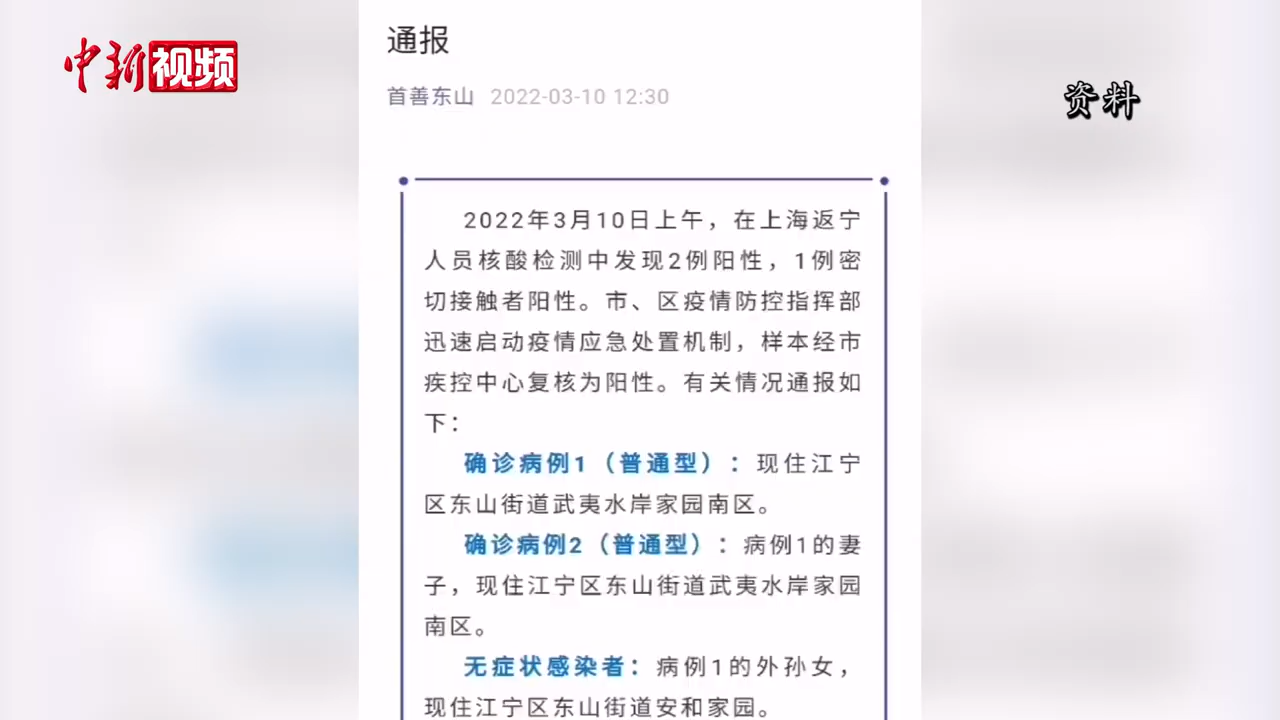 中新视频
资料
通报
首善东山 2022-03-10 12:30
2022年3月10日上午，在上海返宁
人员核酸检测中发现2例阳性，1例密
切接触者阳性。市、区疫情防控指挥部
迅速启动疫情应急处置机制，样本经市
疾控中心复核为阳性。有关情况通报如
下：
确诊病例1（普通型）：现住江宁
区东山街道武夷水岸家园南区。
确诊病例2（普通型）：病例1的妻
子，现住江宁区东山街道武夷水岸家园
南区。
无症状感染者：病例1的外孙女，
现住江宁区东山街道安和家园。